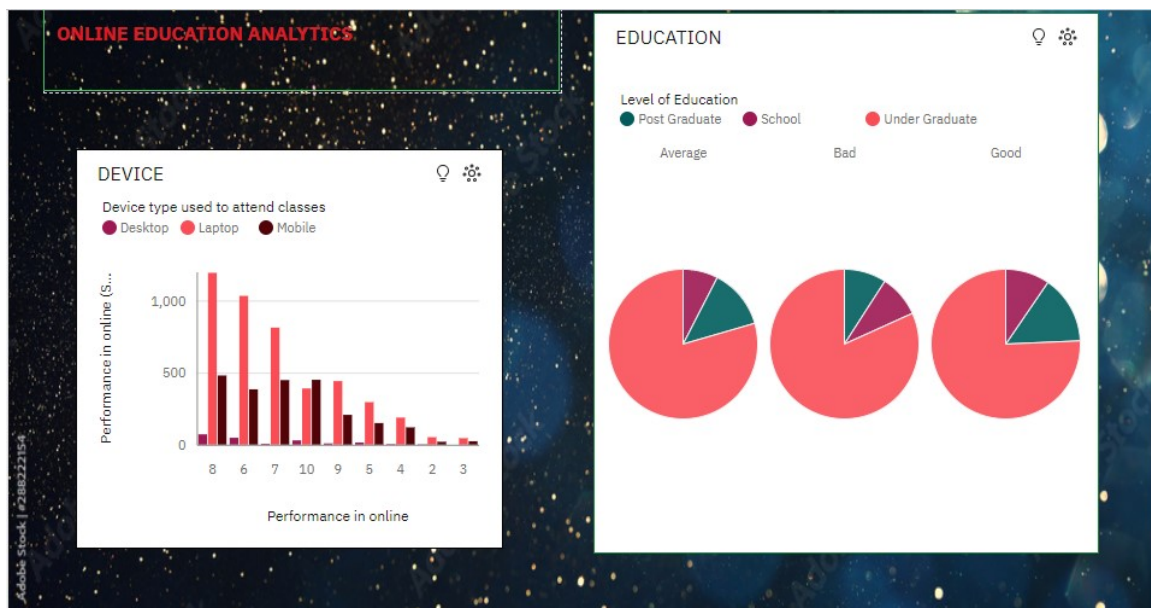 ONLINE EDUCATION ANALYTICS
DEVICE
Device type used to attend classes
Desktop Laptop Mobile
Performance in online (S...
1,000
500
0
8 6 7 10 9 5 4 2 3
Performance in online
EDUCATION
Level of Education
Post Graduate School Under Graduate
Average Bad Good
Adobe Stock | #288222154